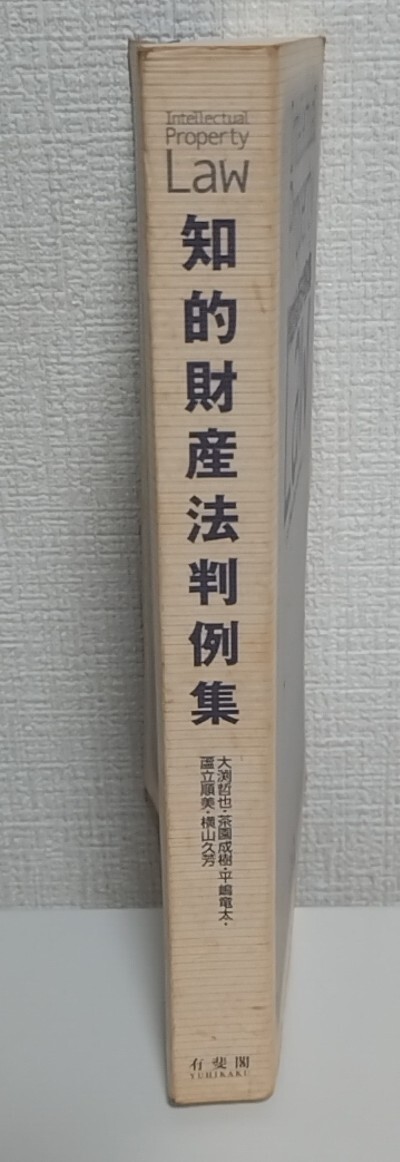 Intellectual
Property
Law
知的財産法判例集
大渕哲也・茶園成樹・平嶋竜太・
蘆立順美・横山久芳
有斐閣
YUHIKAKU